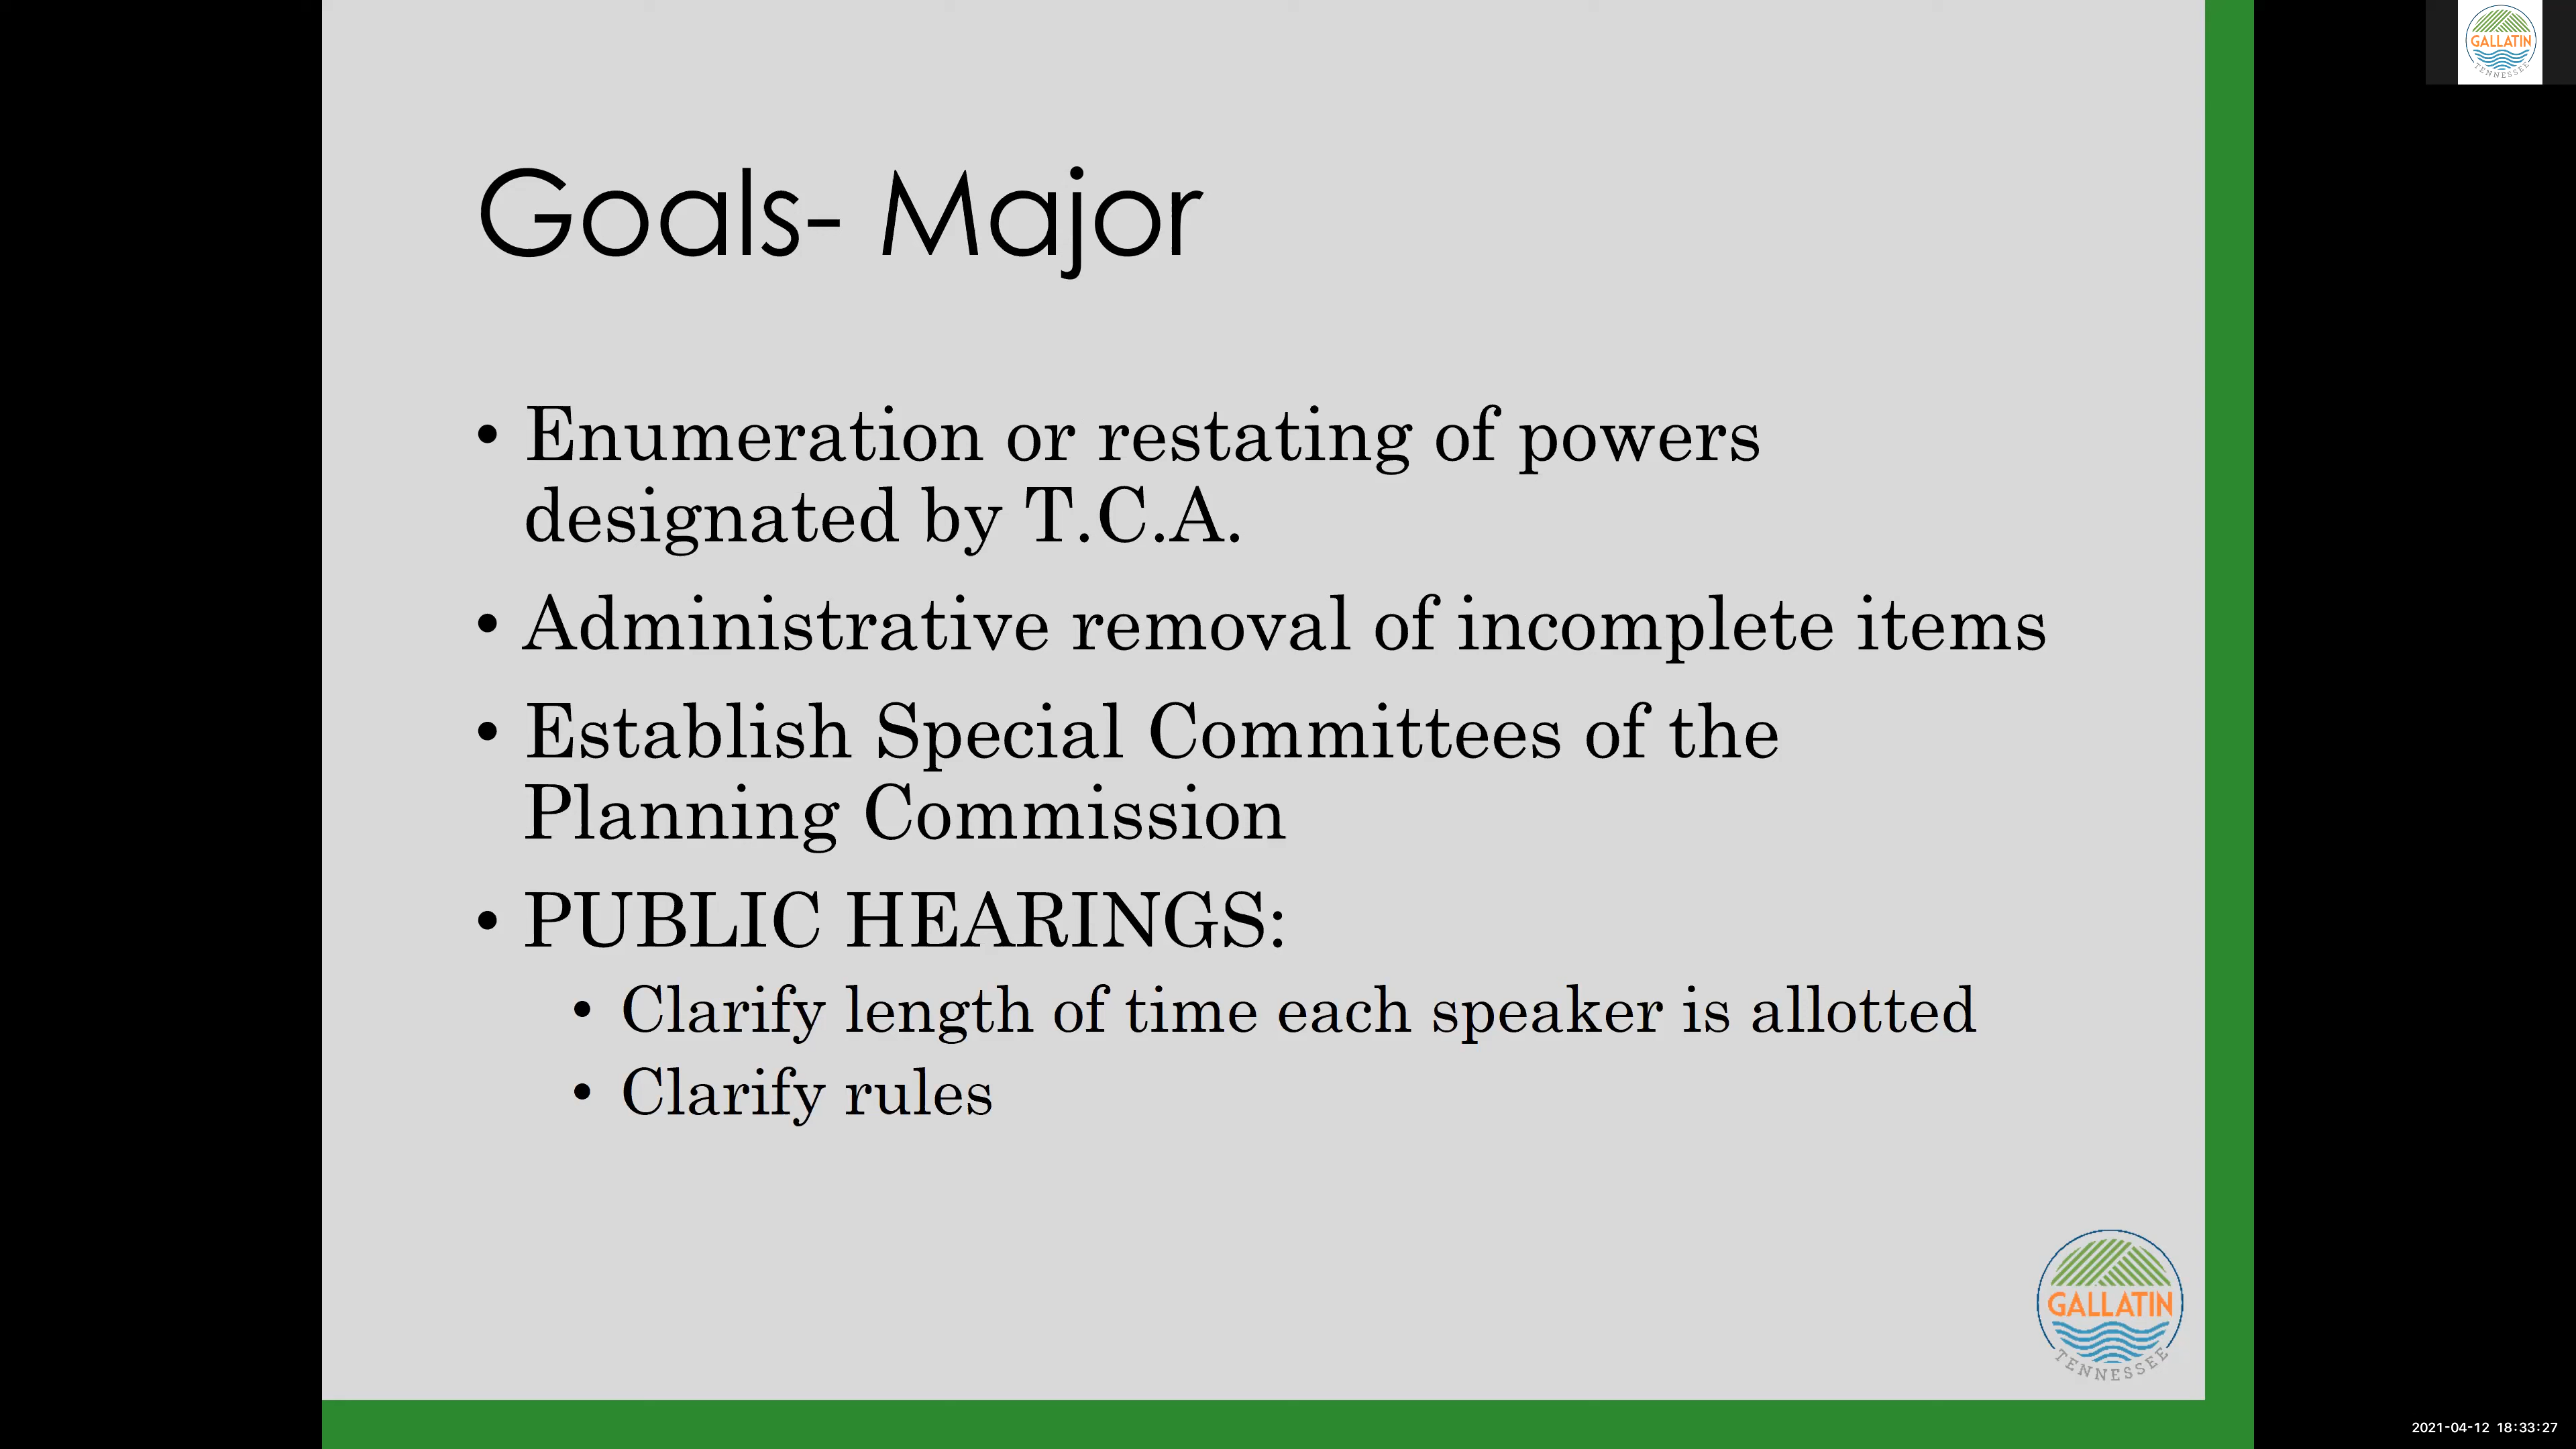 GALLATIN
TENNESSEE
Goals- Major
• Enumeration or restating of powers
designated by T.C.A.
• Administrative removal of incomplete items
• Establish Special Committees of the
Planning Commission
• PUBLIC HEARINGS:
• Clarify length of time each speaker is allotted
• Clarify rules
GALLATIN
TENNESSEE
2021-04-12 18:33:27